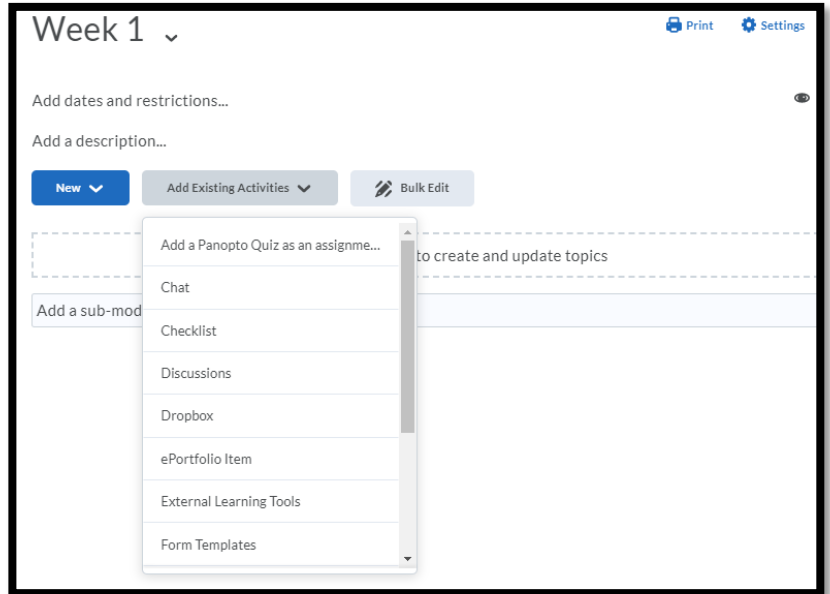 Week 1
Print
Settings
Add dates and restrictions...
Add a description...
New
Add Existing Activities
Bulk Edit
Add a Panopto Quiz as an assignme...
to create and update topics
Chat
Add a sub-mod
Checklist
Discussions
Dropbox
ePortfolio Item
External Learning Tools
Form Templates